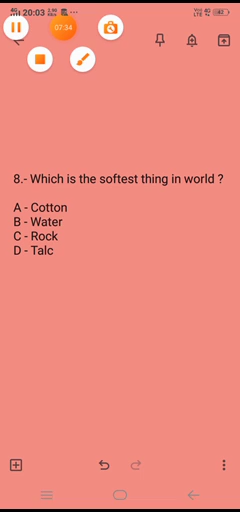 20:03
07:34
8.- Which is the softest thing in world ?
A - Cotton
B - Water
C - Rock
D - Talc